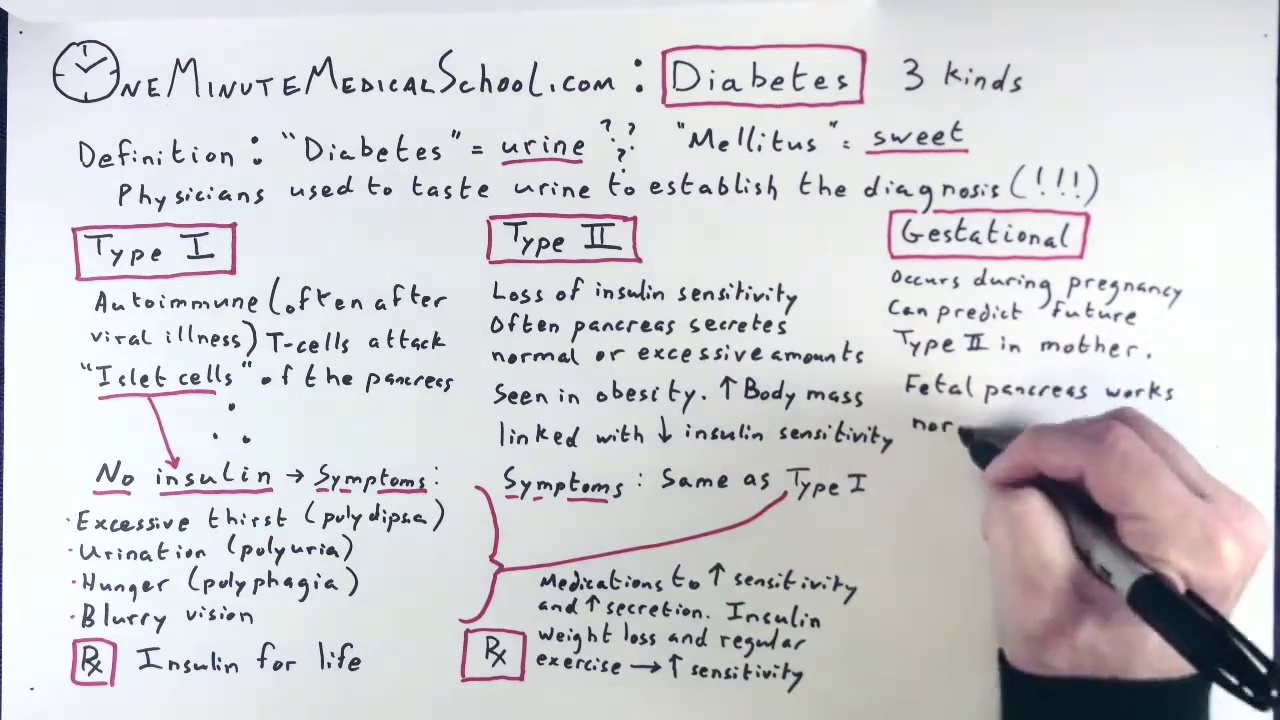 OneMinuteMedicalSchool.com : Diabetes 3 kinds
Definition : "Diabetes" = urine ? ? ? "Mellitus" = sweet
Physicians used to taste urine to establish the diagnosis (!!!)
Type I
Autoimmune (often after
viral illness) T-cells attack
"Islet cells" of the pancreas
No insulin → Symptoms :
· Excessive thirst (polydipsia)
· Urination (polyuria)
· Hunger (polyphagia)
· Blurry vision
Rx Insulin for life
Type II
Loss of insulin sensitivity
Often pancreas secretes
normal or excessive amounts
Seen in obesity. ↑ Body mass
linked with ↓ insulin sensitivity
Symptoms : Same as Type I
Rx
Medications to ↑ sensitivity
and ↑ secretion. Insulin
weight loss and regular
exercise → ↑ sensitivity
Gestational
Occurs during pregnancy
Can predict future
Type II in mother.
Fetal pancreas works
nor